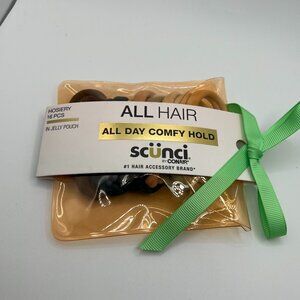 HOSIERY
16 PCS
IN JELLY POUCH
ALL HAIR
ALL DAY COMFY HOLD
scünci
BY CONAIR®
#1 HAIR ACCESSORY BRAND*